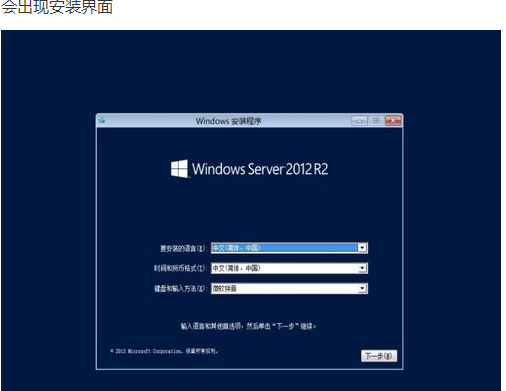 会出现安装界面
Windows 安装程序
Windows Server 2012 R2
要安装的语言(E): 中文(简体，中国)
时间和货币格式(T): 中文(简体，中国)
键盘和输入方法(K): 微软拼音
输入语言和其他首选项，然后单击“下一步”继续。
© 2013 Microsoft Corporation。保留所有权利。
下一步(N)